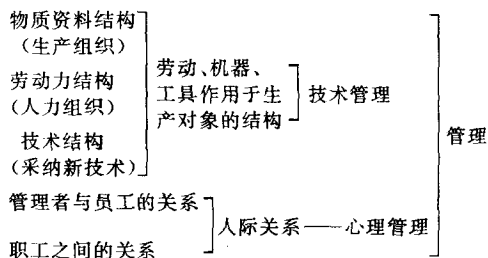 物质资料结构
（生产组织）
劳动力结构
（人力组织）
技术结构
（采纳新技术）
劳动、机器、
工具作用于生
产对象的结构
技术管理
管理
管理者与员工的关系
职工之间的关系
人际关系——心理管理